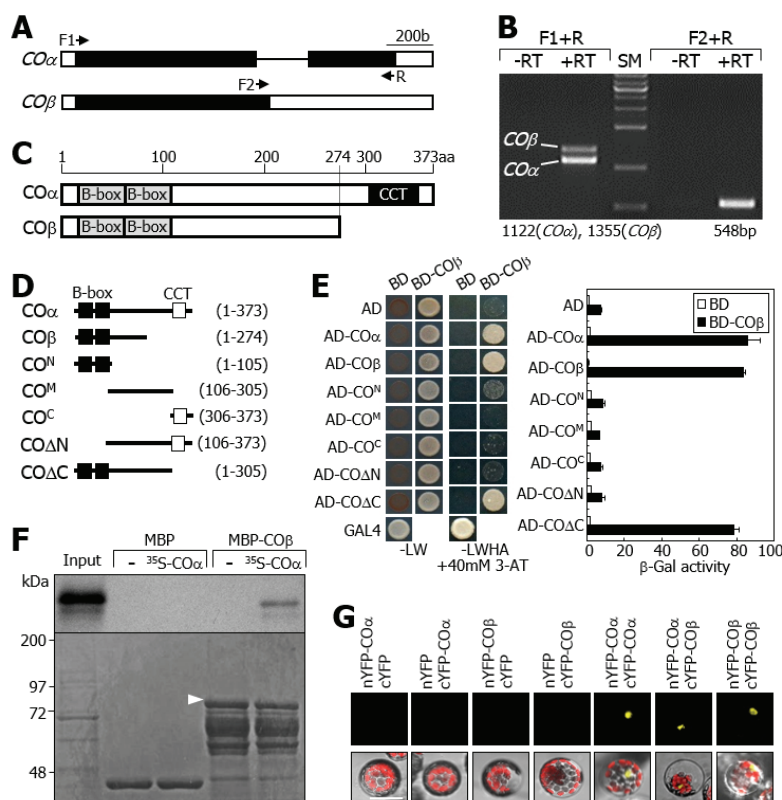 A
F1
200b
COα
F2
R
COβ
B
F1+R F2+R
-RT +RT SM -RT +RT
COβ
COα
1122(COα), 1355(COβ) 548bp
C
1 100 200 274 300 373aa
COα B-box B-box CCT
COβ B-box B-box
D
B-box CCT
COα (1-373)
COβ (1-274)
COᴺ (1-105)
COᴹ (106-305)
COᶜ (306-373)
COΔN (106-373)
COΔC (1-305)
E
BD BD-COβ BD BD-COβ
AD
AD-COα
AD-COβ
AD-COᴺ
AD-COᴹ
AD-COᶜ
AD-COΔN
AD-COΔC
GAL4
-LW -LWHA
+40mM 3-AT
BD
BD-COβ
AD
AD-COα
AD-COβ
AD-COᴺ
AD-COᴹ
AD-COᶜ
AD-COΔN
AD-COΔC
0 20 40 60 80 100
β-Gal activity
F
MBP MBP-COβ
Input - ³⁵S-COα - ³⁵S-COα
kDa
200
97
72
48
G
nYFP-COα
cYFP
nYFP
cYFP-COα
nYFP-COβ
cYFP
nYFP
cYFP-COβ
nYFP-COα
cYFP-COα
nYFP-COα
cYFP-COβ
nYFP-COβ
cYFP-COβ